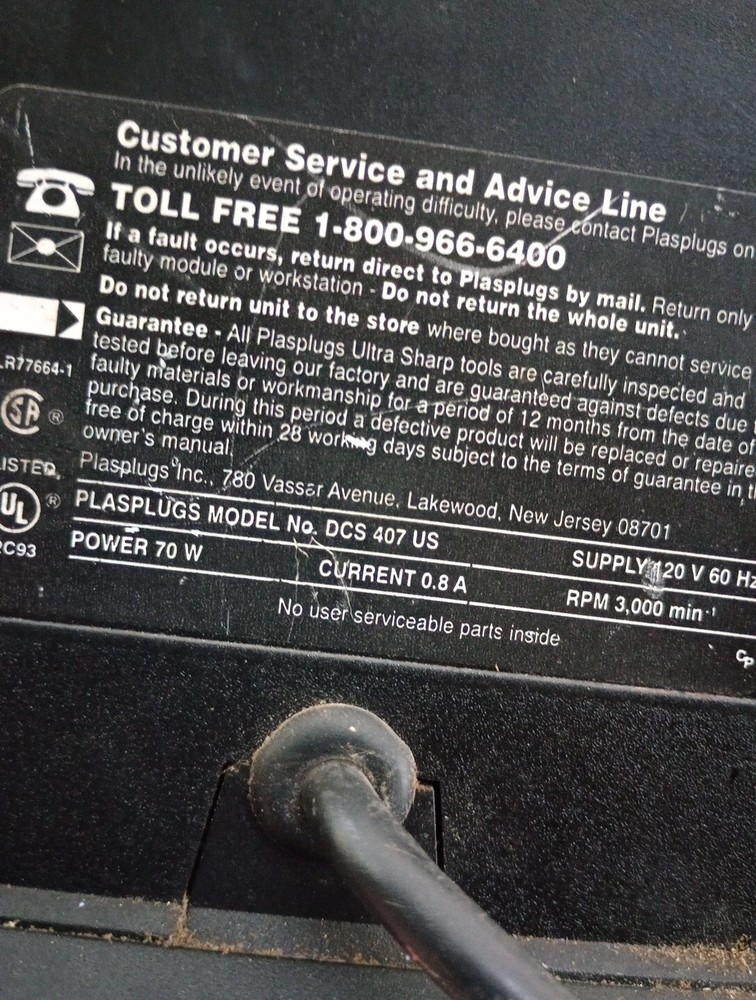 Customer Service and Advice Line
In the unlikely event of operating difficulty, please contact Plasplugs on
TOLL FREE 1-800-966-6400
If a fault occurs, return direct to Plasplugs by mail. Return only
faulty module or workstation - Do not return the whole unit.
Do not return unit to the store where bought as they cannot service
Guarantee - All Plasplugs Ultra Sharp tools are carefully inspected and
tested before leaving our factory and are guaranteed against defects due
faulty materials or workmanship for a period of 12 months from the date of
purchase. During this period a defective product will be replaced or repaire
free of charge within 28 working days subject to the terms of guarantee in t
owner's manual
LR77664-1
SA ®
ISTED
UL ®
2C93
Plasplugs Inc., 780 Vassar Avenue, Lakewood, New Jersey 08701
PLASPLUGS MODEL No. DCS 407 US SUPPLY 120 V 60 Hz
POWER 70 W CURRENT 0.8 A RPM 3,000 min⁻¹
No user serviceable parts inside